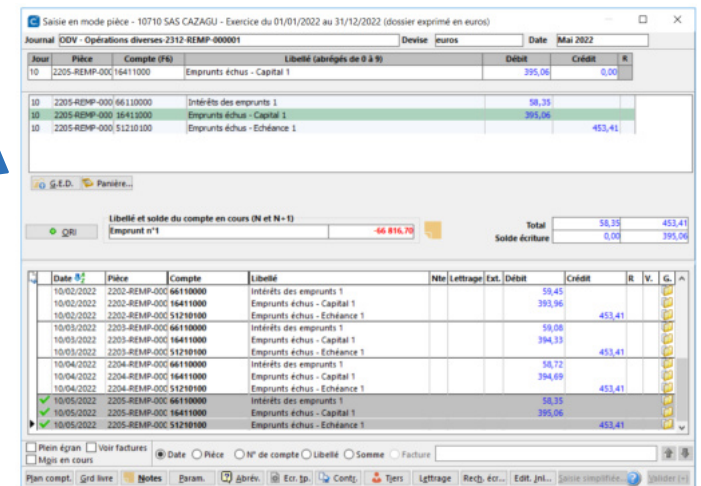 Saisie en mode pièce - 10710 SAS CAZAGU - Exercice du 01/01/2022 au 31/12/2022 (dossier exprimé en euros)
Journal ODV - Opérations diverses-2312-REMP-000001 Devise euros Date Mai 2022
Jour Pièce Compte (F6) Libellé (abrégés de 0 à 9) Débit Crédit R
10 2205-REMP-000 16411000 Emprunts échus - Capital 1 395,06 0,00
10 2205-REMP-000 66110000 Intérêts des emprunts 1 58,35
10 2205-REMP-000 16411000 Emprunts échus - Capital 1 395,06
10 2205-REMP-000 51210100 Emprunts échus - Echéance 1 453,41
G.E.D. Panière...
Libellé et solde du compte en cours (N et N-1)
ORI Emprunt n°1 -66 816,70
Total 58,35 453,41
Solde écriture 0,00 395,06
Date Pièce Compte Libellé Nte Lettrage Ext. Débit Crédit R V. G.
10/02/2022 2202-REMP-000 66110000 Intérêts des emprunts 1 59,45
10/02/2022 2202-REMP-000 16411000 Emprunts échus - Capital 1 393,96
10/02/2022 2202-REMP-000 51210100 Emprunts échus - Echéance 1 453,41
10/03/2022 2203-REMP-000 66110000 Intérêts des emprunts 1 59,08
10/03/2022 2203-REMP-000 16411000 Emprunts échus - Capital 1 394,33
10/03/2022 2203-REMP-000 51210100 Emprunts échus - Echéance 1 453,41
10/04/2022 2204-REMP-000 66110000 Intérêts des emprunts 1 58,72
10/04/2022 2204-REMP-000 16411000 Emprunts échus - Capital 1 394,69
10/04/2022 2204-REMP-000 51210100 Emprunts échus - Echéance 1 453,41
10/05/2022 2205-REMP-000 66110000 Intérêts des emprunts 1 58,35
10/05/2022 2205-REMP-000 16411000 Emprunts échus - Capital 1 395,06
10/05/2022 2205-REMP-000 51210100 Emprunts échus - Echéance 1 453,41
Plein écran Voir factures Date Pièce N° de compte Libellé Somme Facture
Mois en cours
Plan compt. Grd livre Notes Param. Abrév. Ecr. tp. Contr. Tiers Lettrage Rech. écr... Edit. Jnl... Saisie simplifiée... Valider (+)